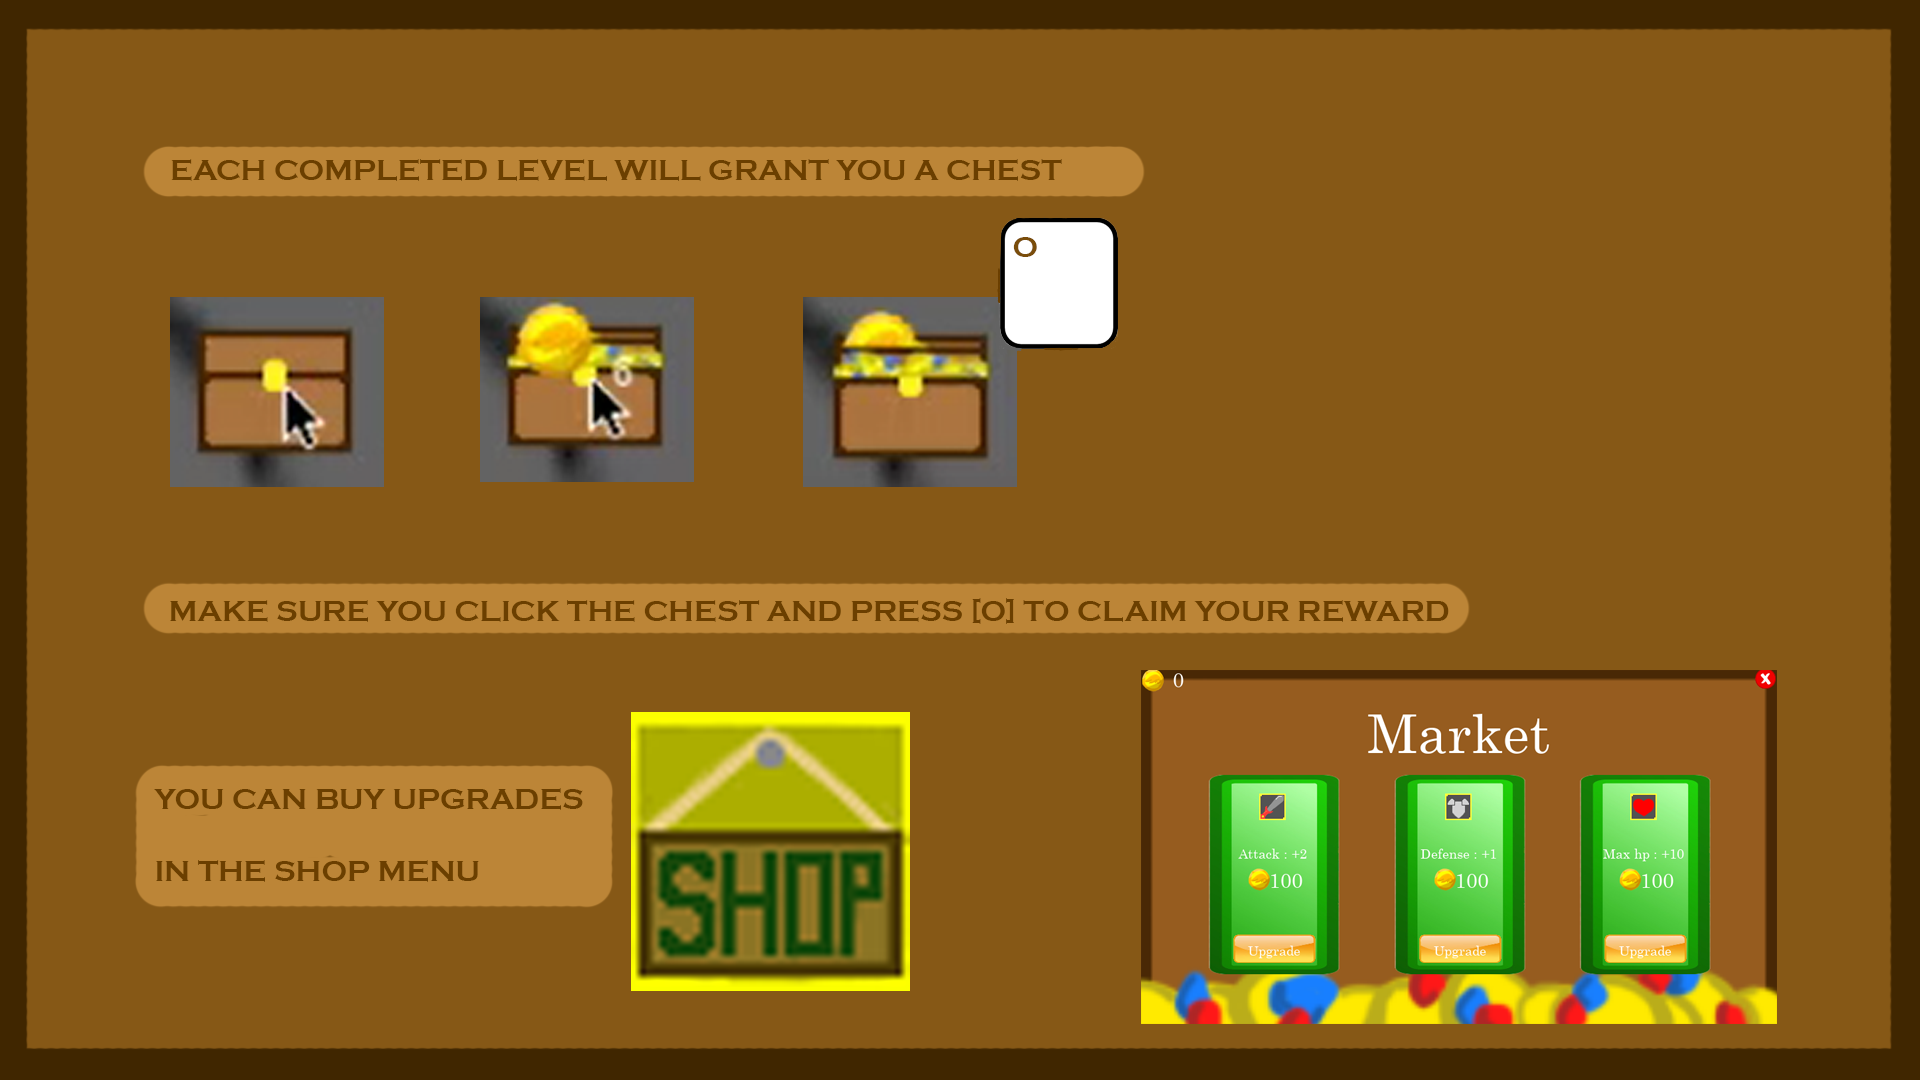 EACH COMPLETED LEVEL WILL GRANT YOU A CHEST
O
6
MAKE SURE YOU CLICK THE CHEST AND PRESS [O] TO CLAIM YOUR REWARD
YOU CAN BUY UPGRADES
IN THE SHOP MENU
SHOP
0
X
Market
Attack : +2
100
Upgrade
Defense : +1
100
Upgrade
Max hp : +10
100
Upgrade